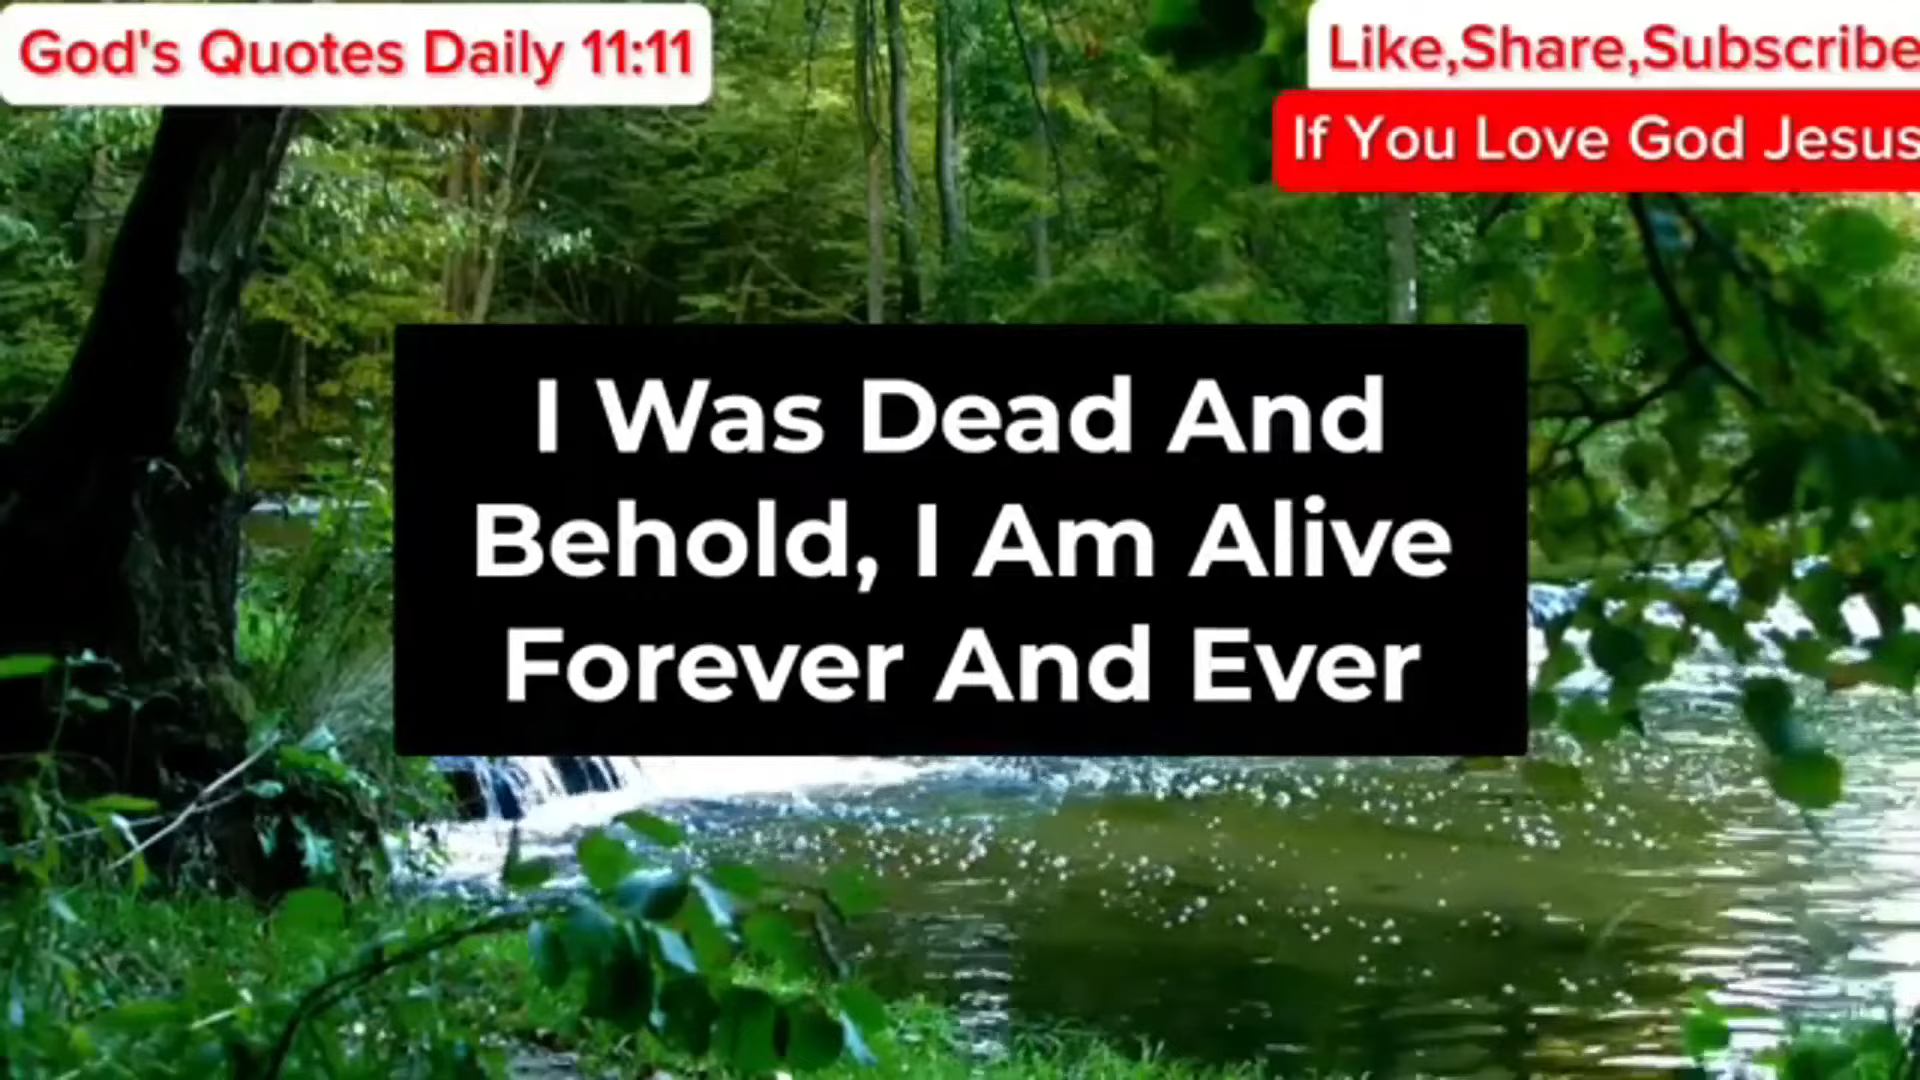 God's Quotes Daily 11:11
Like,Share,Subscribe
If You Love God Jesus
I Was Dead And
Behold, I Am Alive
Forever And Ever